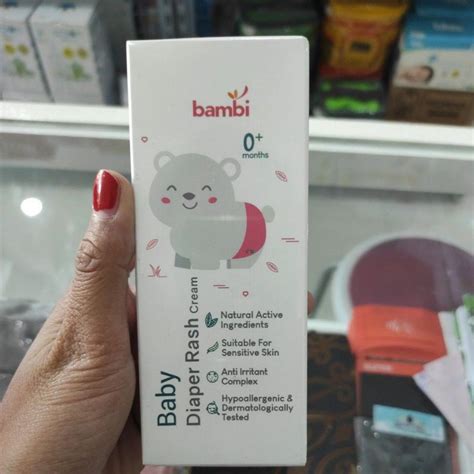 bambi
0+
months
Baby
Diaper Rash Cream
Natural Active
Ingredients
Suitable For
Sensitive Skin
Anti Irritant
Complex
Hypoallergenic &
Dermatologically
Tested